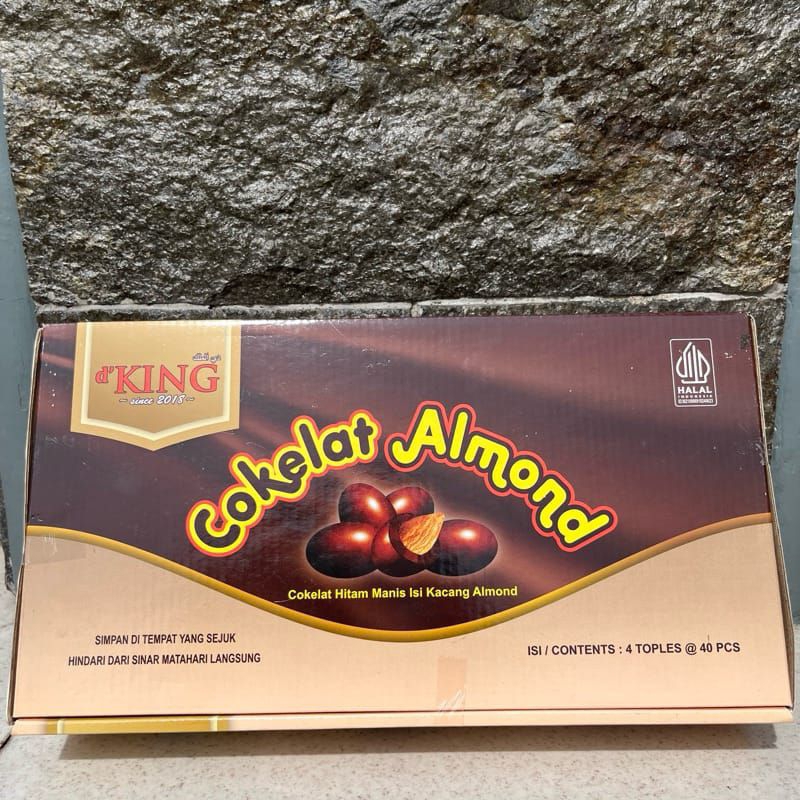 d'KING
~ since 2018 ~
HALAL
INDONESIA
Cokelat Almond
Cokelat Hitam Manis Isi Kacang Almond
SIMPAN DI TEMPAT YANG SEJUK
HINDARI DARI SINAR MATAHARI LANGSUNG
ISI / CONTENTS : 4 TOPLES @ 40 PCS